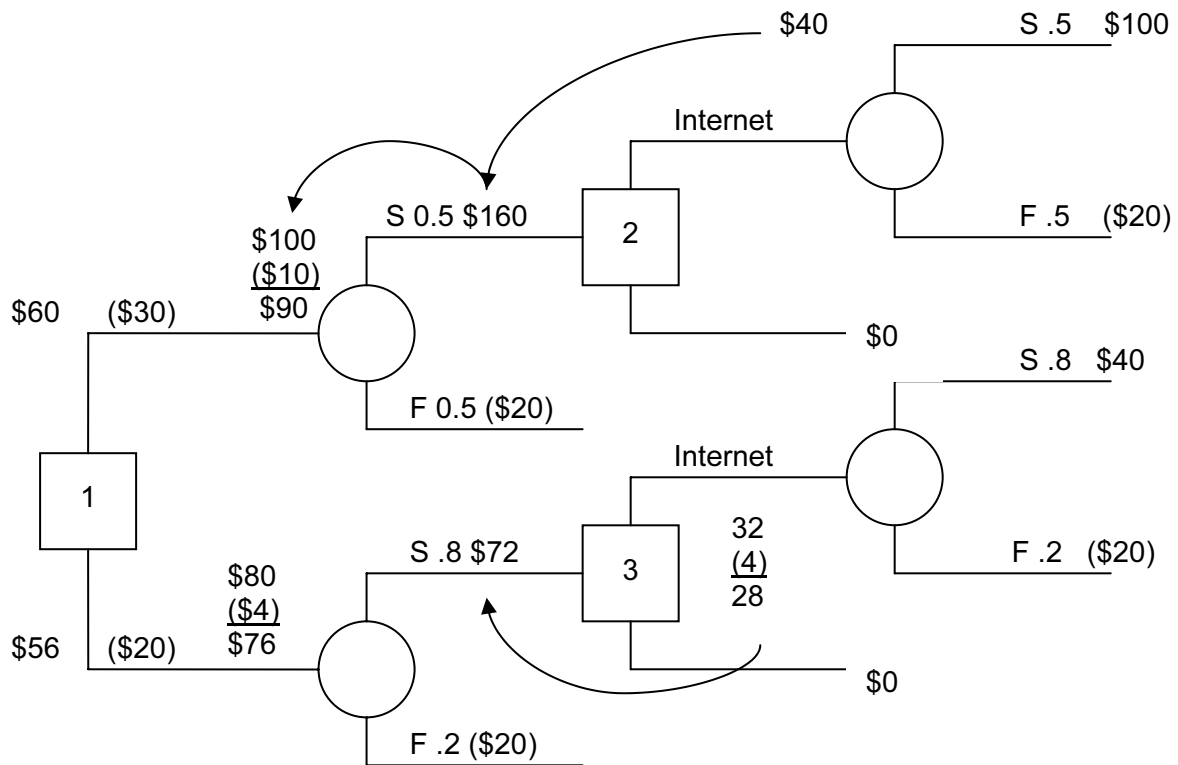 $40
S .5 $100
Internet
S 0.5 $160
2
F .5 ($20)
$100
($10)
$90
$60 ($30)
$0
S .8 $40
F 0.5 ($20)
Internet
1
32
(4)
28
S .8 $72
3
F .2 ($20)
$80
($4)
$76
$56 ($20)
$0
F .2 ($20)